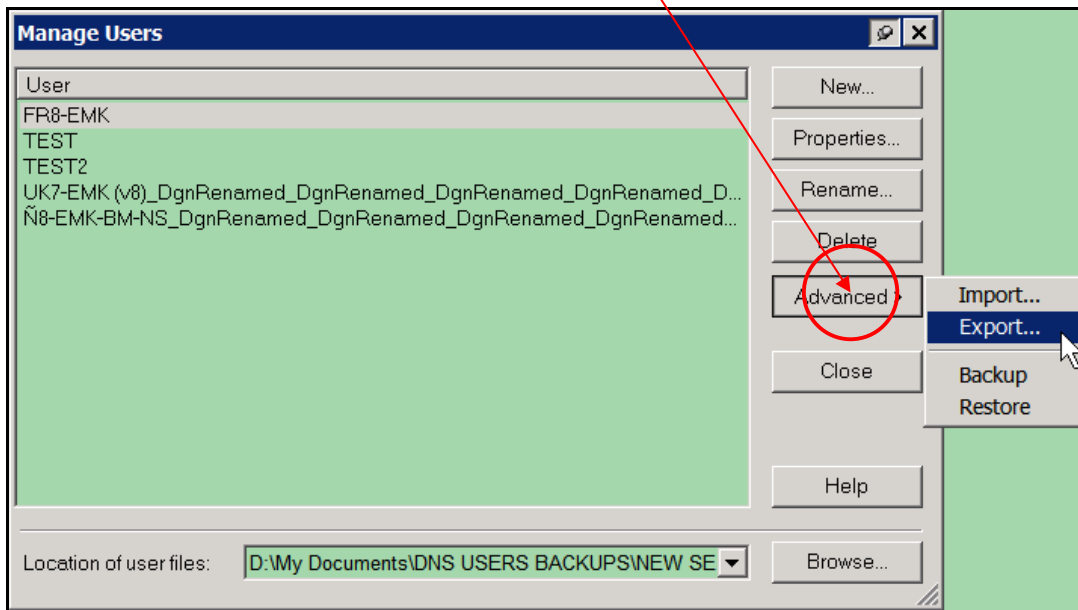 Manage Users
User
FR8-EMK
TEST
TEST2
UK7-EMK (v8)_DgnRenamed_DgnRenamed_DgnRenamed_DgnRenamed_D...
Ñ8-EMK-BM-NS_DgnRenamed_DgnRenamed_DgnRenamed_DgnRenamed...
New...
Properties...
Rename...
Delete
Advanced
Import...
Export...
Backup
Restore
Close
Help
Location of user files:
D:\My Documents\DNS USERS BACKUPS\NEW SE
Browse...